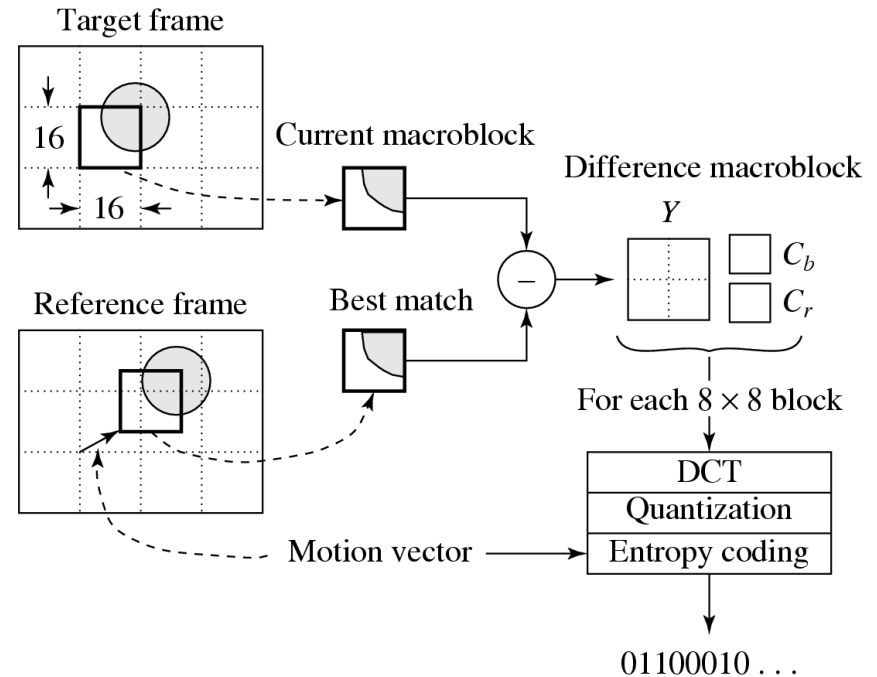 Target frame
16
16
Current macroblock
Difference macroblock
Y
C_b
C_r
–
Reference frame
Best match
For each 8 × 8 block
DCT
Quantization
Entropy coding
Motion vector
01100010 . . .